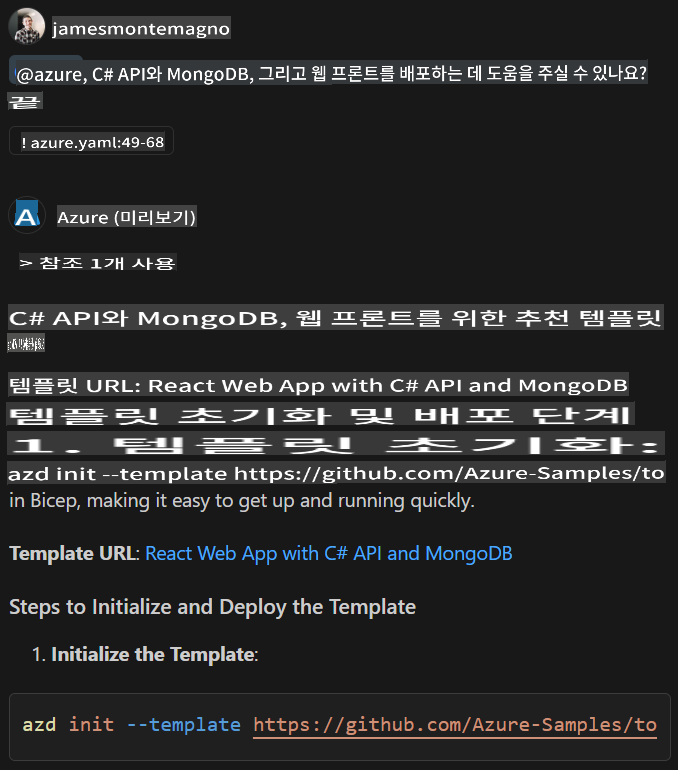 jamesmontemagno
@azure, C# API와 MongoDB, 그리고 웹 프론트를 배포하는 데 도움을 주실 수 있나요?
끝
! azure.yaml:49-68
Azure (미리보기)
> 참조 1개 사용
C# API와 MongoDB, 웹 프론트를 위한 추천 템플릿
템플릿 URL: React Web App with C# API and MongoDB
템플릿 초기화 및 배포 단계
1. 템플릿 초기화:
azd init --template https://github.com/Azure-Samples/to
in Bicep, making it easy to get up and running quickly.
Template URL: React Web App with C# API and MongoDB
Steps to Initialize and Deploy the Template
1. Initialize the Template:
azd init --template https://github.com/Azure-Samples/to